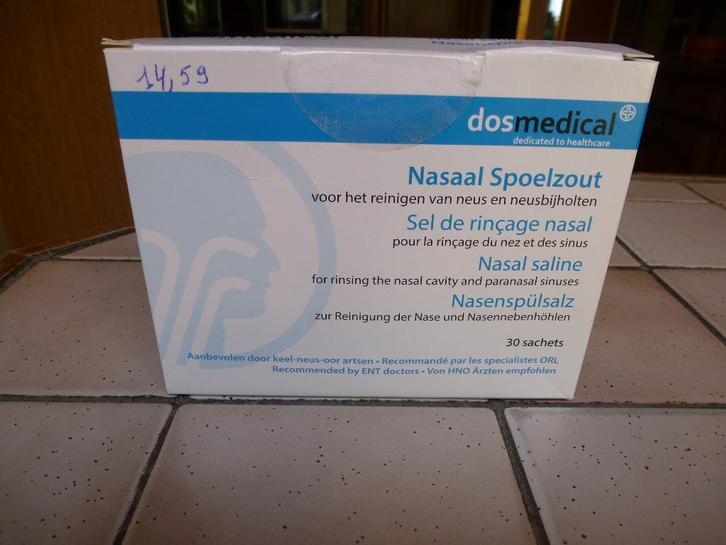 14,59
dosmedical
dedicated to healthcare
Nasaal Spoelzout
voor het reinigen van neus en neusbijholten
Sel de rinçage nasal
pour la rinçage du nez et des sinus
Nasal saline
for rinsing the nasal cavity and paranasal sinuses
Nasenspülsalz
zur Reinigung der Nase und Nasennebenhöhlen
30 sachets
Aanbevolen door keel-neus-oor artsen • Recommandé par les specialistes ORL
Recommended by ENT doctors • Von HNO Ärzten empfohlen